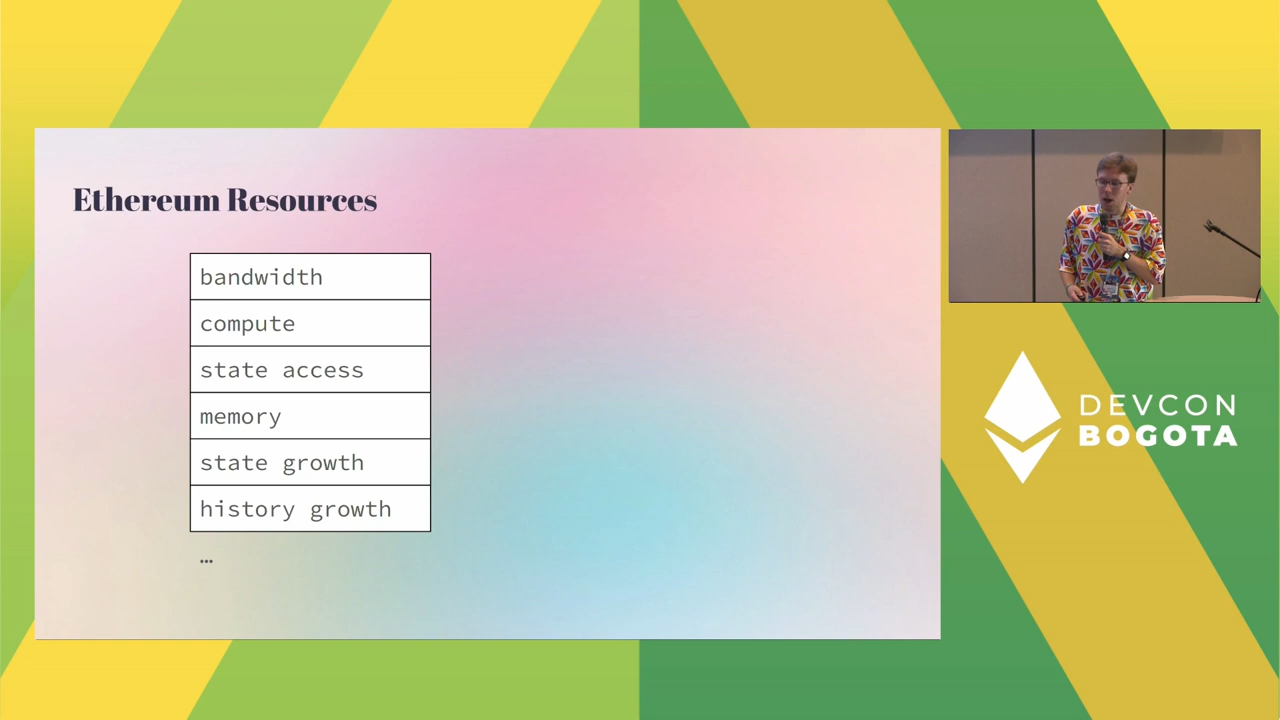 Ethereum Resources
bandwidth
compute
state access
memory
state growth
history growth
...
DEVCON
BOGOTA